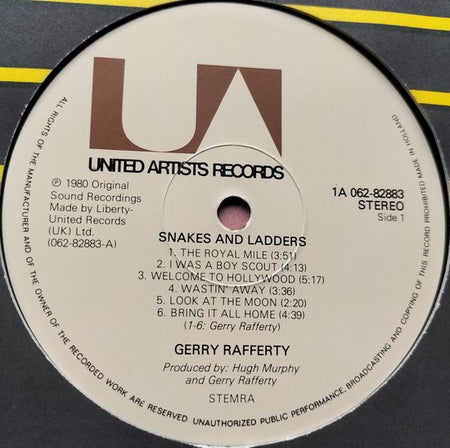 UA
UNITED ARTISTS RECORDS
℗ 1980 Original
Sound Recordings
Made by Liberty-
United Records
(UK) Ltd.
(062-82883-A)
1A 062-82883
STEREO
Side 1
SNAKES AND LADDERS
1. THE ROYAL MILE (3:51)
2. I WAS A BOY SCOUT (4:13)
3. WELCOME TO HOLLYWOOD (5:17)
4. WASTIN' AWAY (3:36)
5. LOOK AT THE MOON (2:20)
6. BRING IT ALL HOME (4:39)
(1-6: Gerry Rafferty)
GERRY RAFFERTY
Produced by: Hugh Murphy
and Gerry Rafferty
STEMRA
ALL RIGHTS OF THE MANUFACTURER AND OF THE OWNER OF THE RECORDED WORK ARE RESERVED. UNAUTHORIZED PUBLIC PERFORMANCE, BROADCASTING AND COPYING OF THIS RECORD PROHIBITED MADE IN HOLLAND